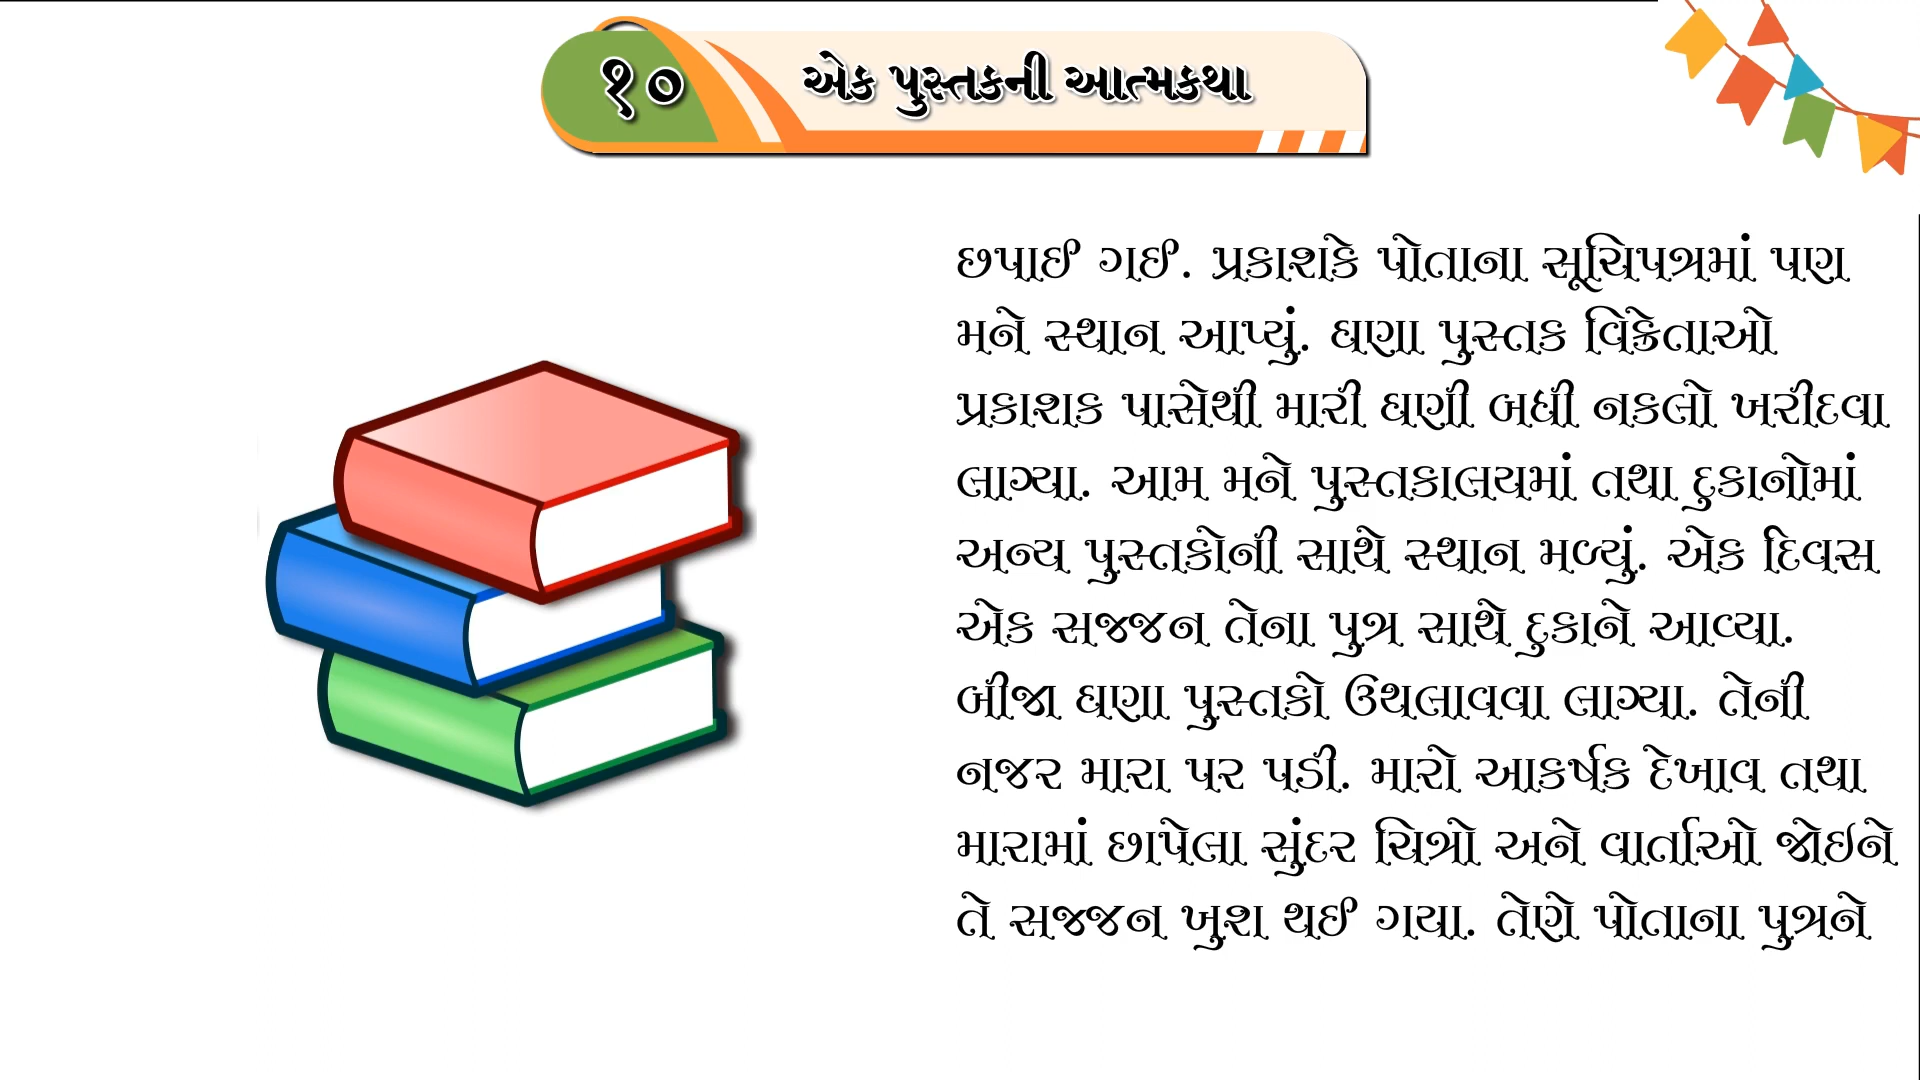 ૧૦ એક પુસ્તકની આત્મકથા
છપાઈ ગઈ. પ્રકાશકે પોતાના સૂચિપત્રમાં પણ
મને સ્થાન આપ્યું. ઘણા પુસ્તક વિક્રેતાઓ
પ્રકાશક પાસેથી મારી ઘણી બધી નકલો ખરીદવા
લાગ્યા. આમ મને પુસ્તકાલયમાં તથા દુકાનોમાં
અન્ય પુસ્તકોની સાથે સ્થાન મળ્યું. એક દિવસ
એક સજ્જન તેના પુત્ર સાથે દુકાને આવ્યા.
બીજા ઘણા પુસ્તકો ઉથલાવવા લાગ્યા. તેની
નજર મારા પર પડી. મારો આકર્ષક દેખાવ તથા
મારામાં છાપેલા સુંદર ચિત્રો અને વાર્તાઓ જોઇને
તે સજ્જન ખુશ થઈ ગયા. તેણે પોતાના પુત્રને